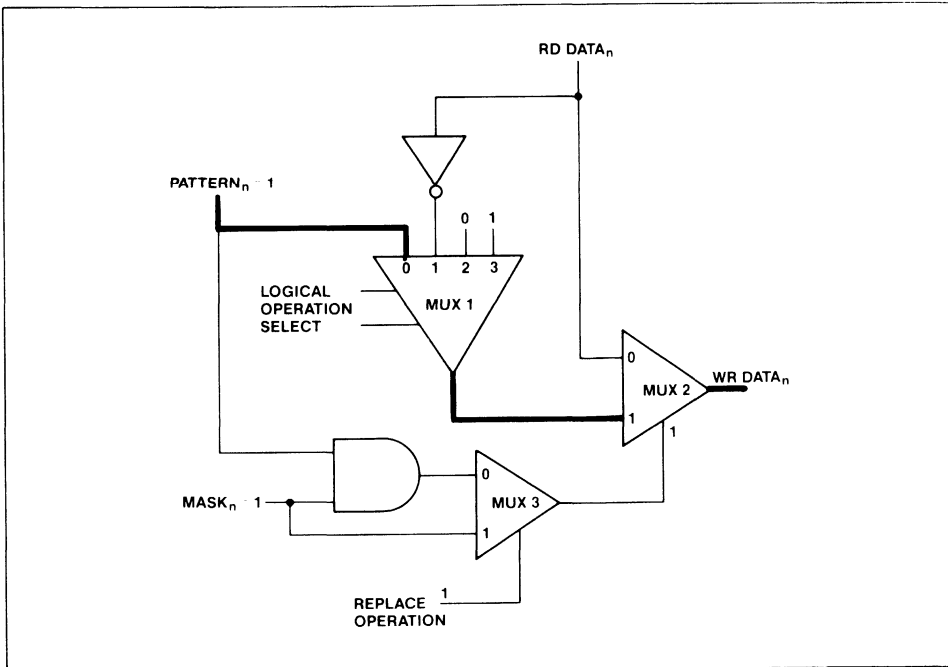 RD DATAn
PATTERNn - 1
0 1
0 1 2 3
LOGICAL
OPERATION
SELECT
MUX 1
0
MUX 2
WR DATAn
1
1
0
MASKn - 1
MUX 3
1
1
REPLACE
OPERATION